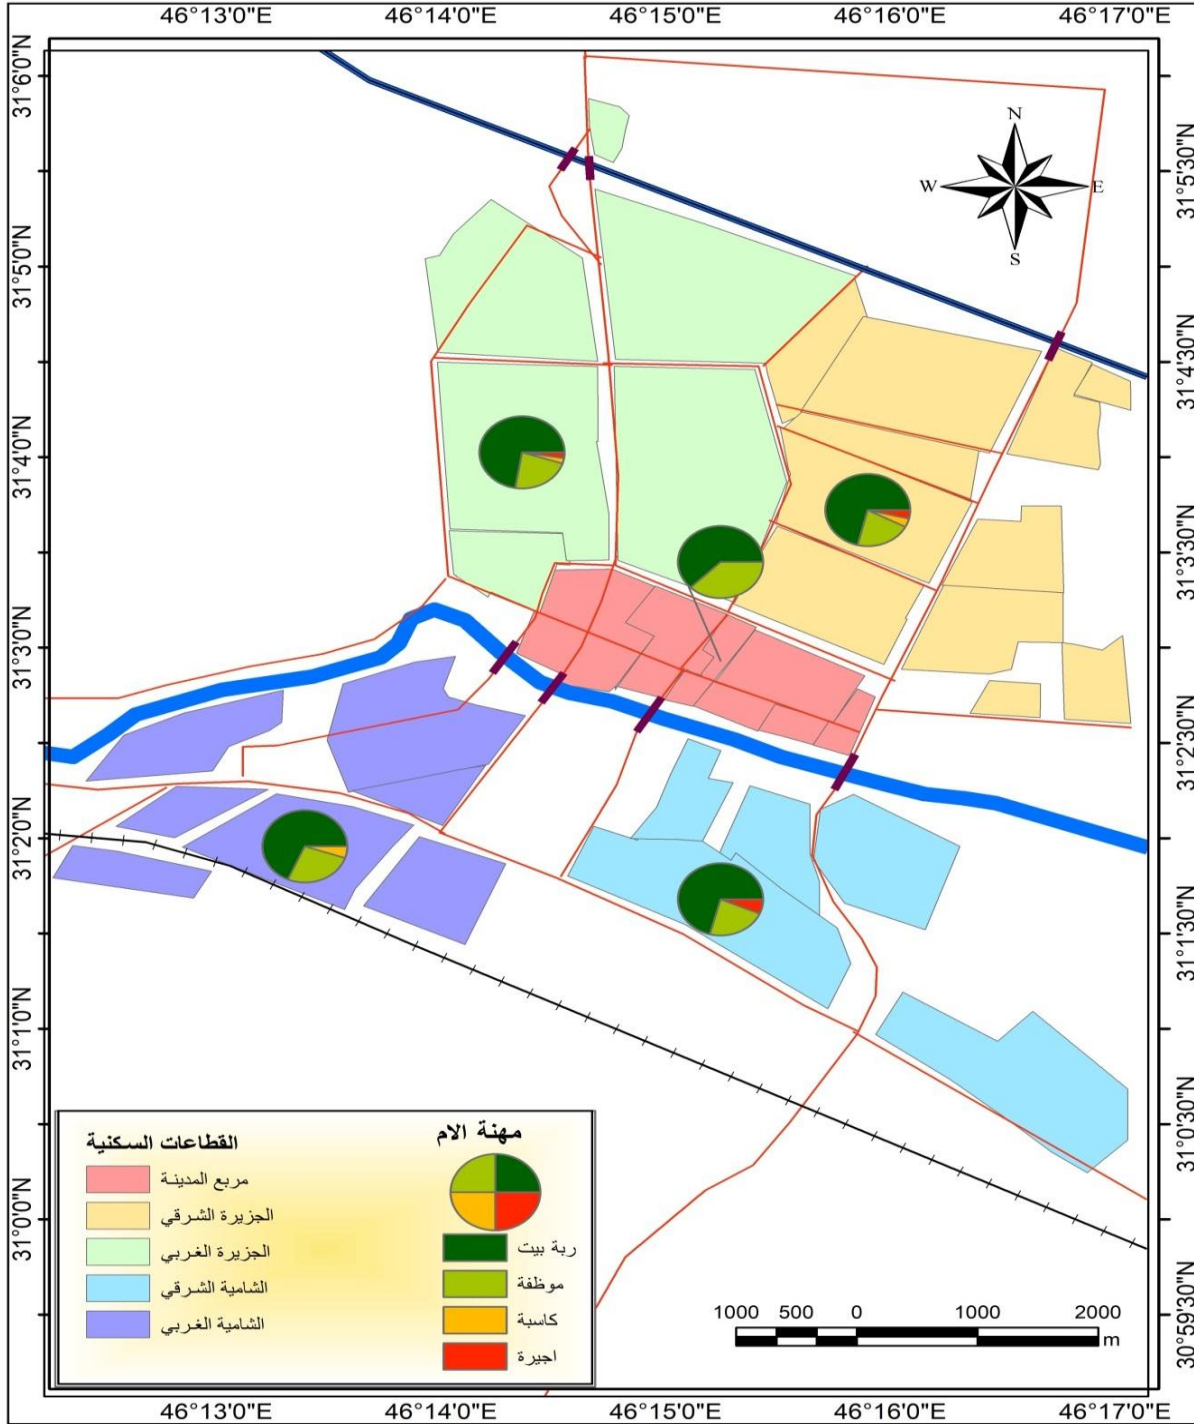 46°13'0"E 46°14'0"E 46°15'0"E 46°16'0"E 46°17'0"E
31°6'0"N
31°5'0"N
31°4'0"N
31°3'0"N
31°2'0"N
31°1'0"N
31°0'0"N
31°5'30"N
31°4'30"N
31°3'30"N
31°2'30"N
31°1'30"N
31°0'30"N
30°59'30"N
N
W E
S
مهنة الام
ربة بيت
موظفة
كاسبة
اجيرة
القطاعات السكنية
مربع المدينة
الجزيرة الشرقي
الجزيرة الغربي
الشامية الشرقي
الشامية الغربي
1000 500 0 1000 2000
m
46°13'0"E 46°14'0"E 46°15'0"E 46°16'0"E 46°17'0"E